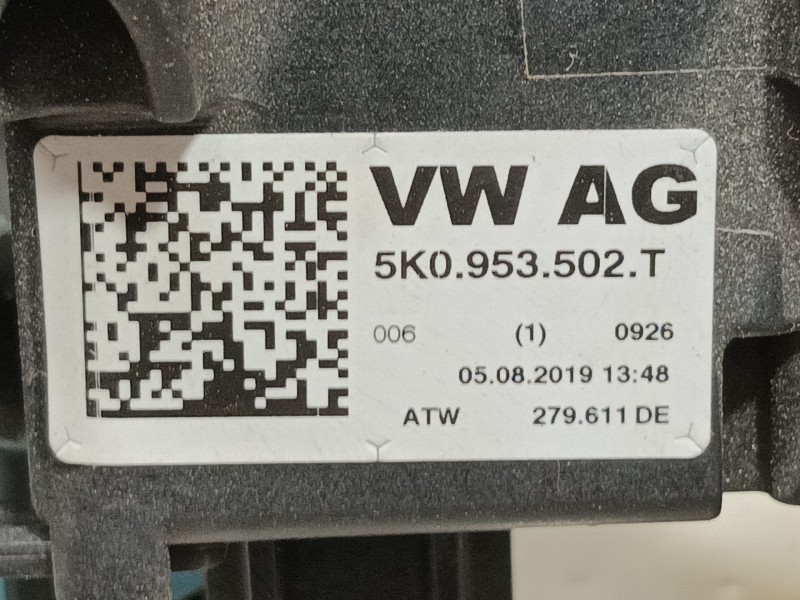 VW AG
5K0.953.502.T
006 (1) 0926
05.08.2019 13:48
ATW 279.611 DE